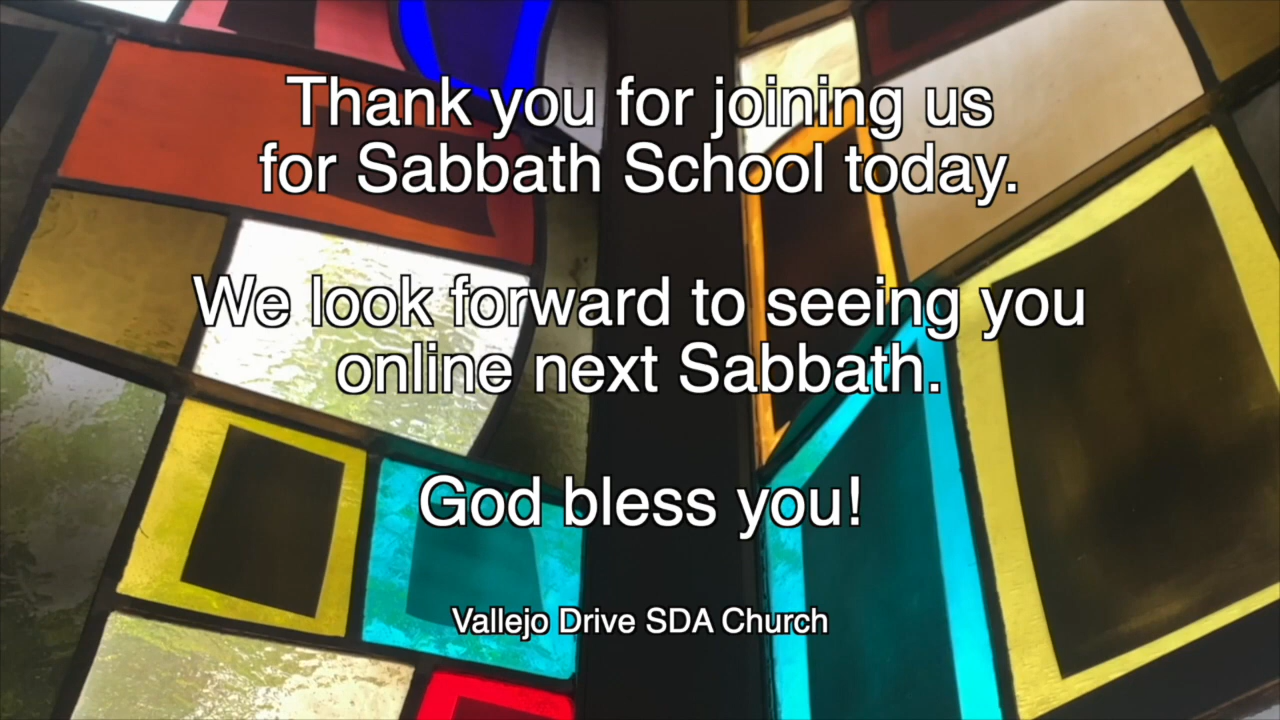 Thank you for joining us
for Sabbath School today.
We look forward to seeing you
online next Sabbath.
God bless you!
Vallejo Drive SDA Church